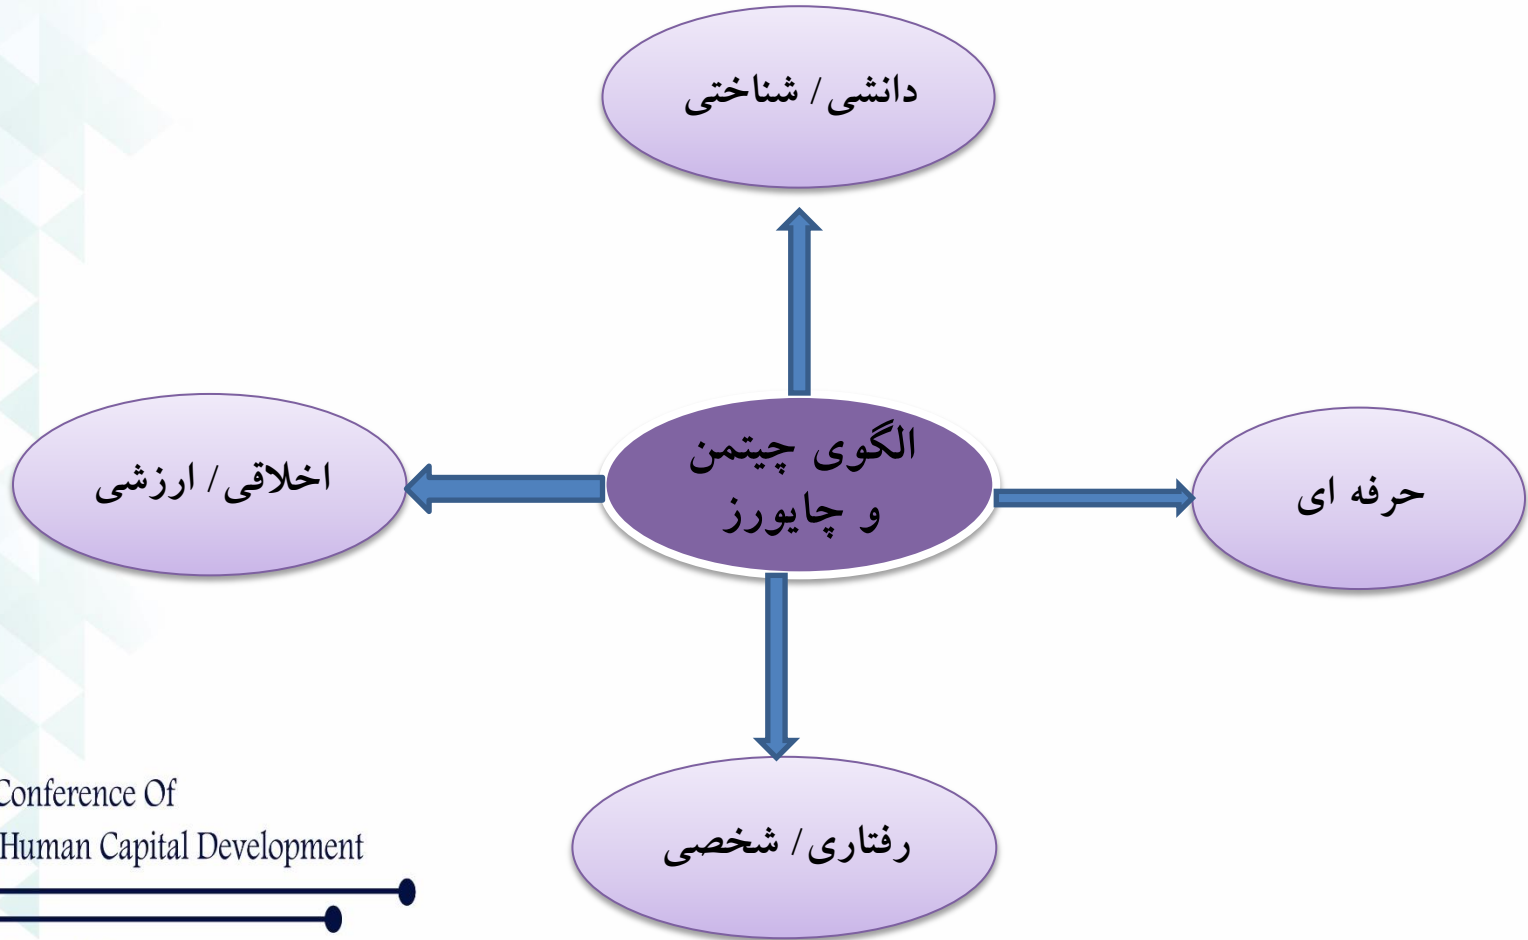 دانشی/ شناختی
الگوی چیتمن
و چایورز
حرفه ای
اخلاقی/ ارزشی
رفتاری/ شخصی
Conference Of
Human Capital Development